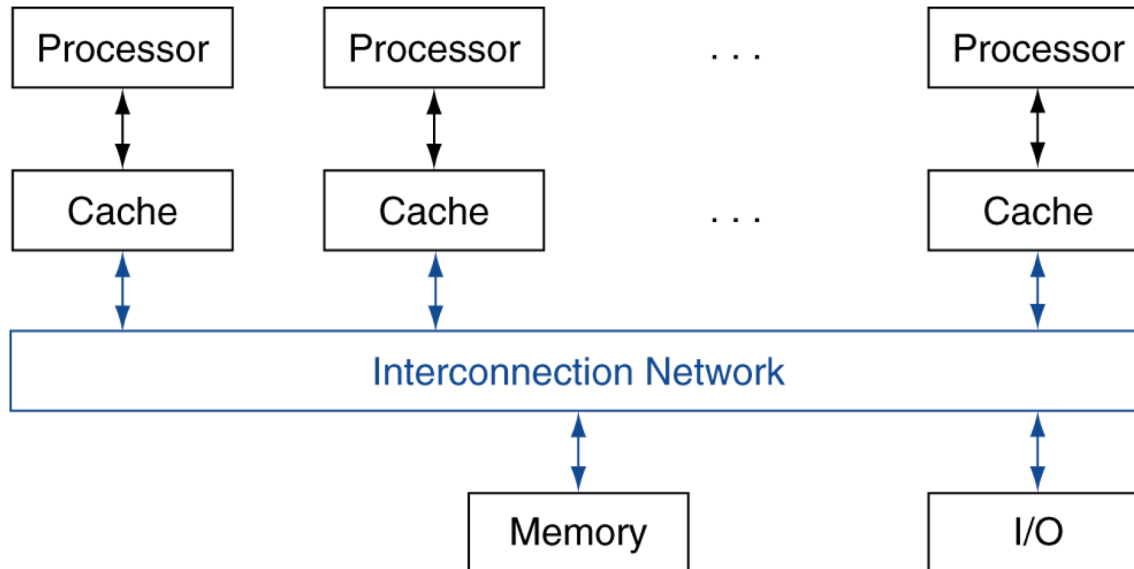 Processor Processor . . . Processor
Cache Cache . . . Cache
Interconnection Network
Memory I/O